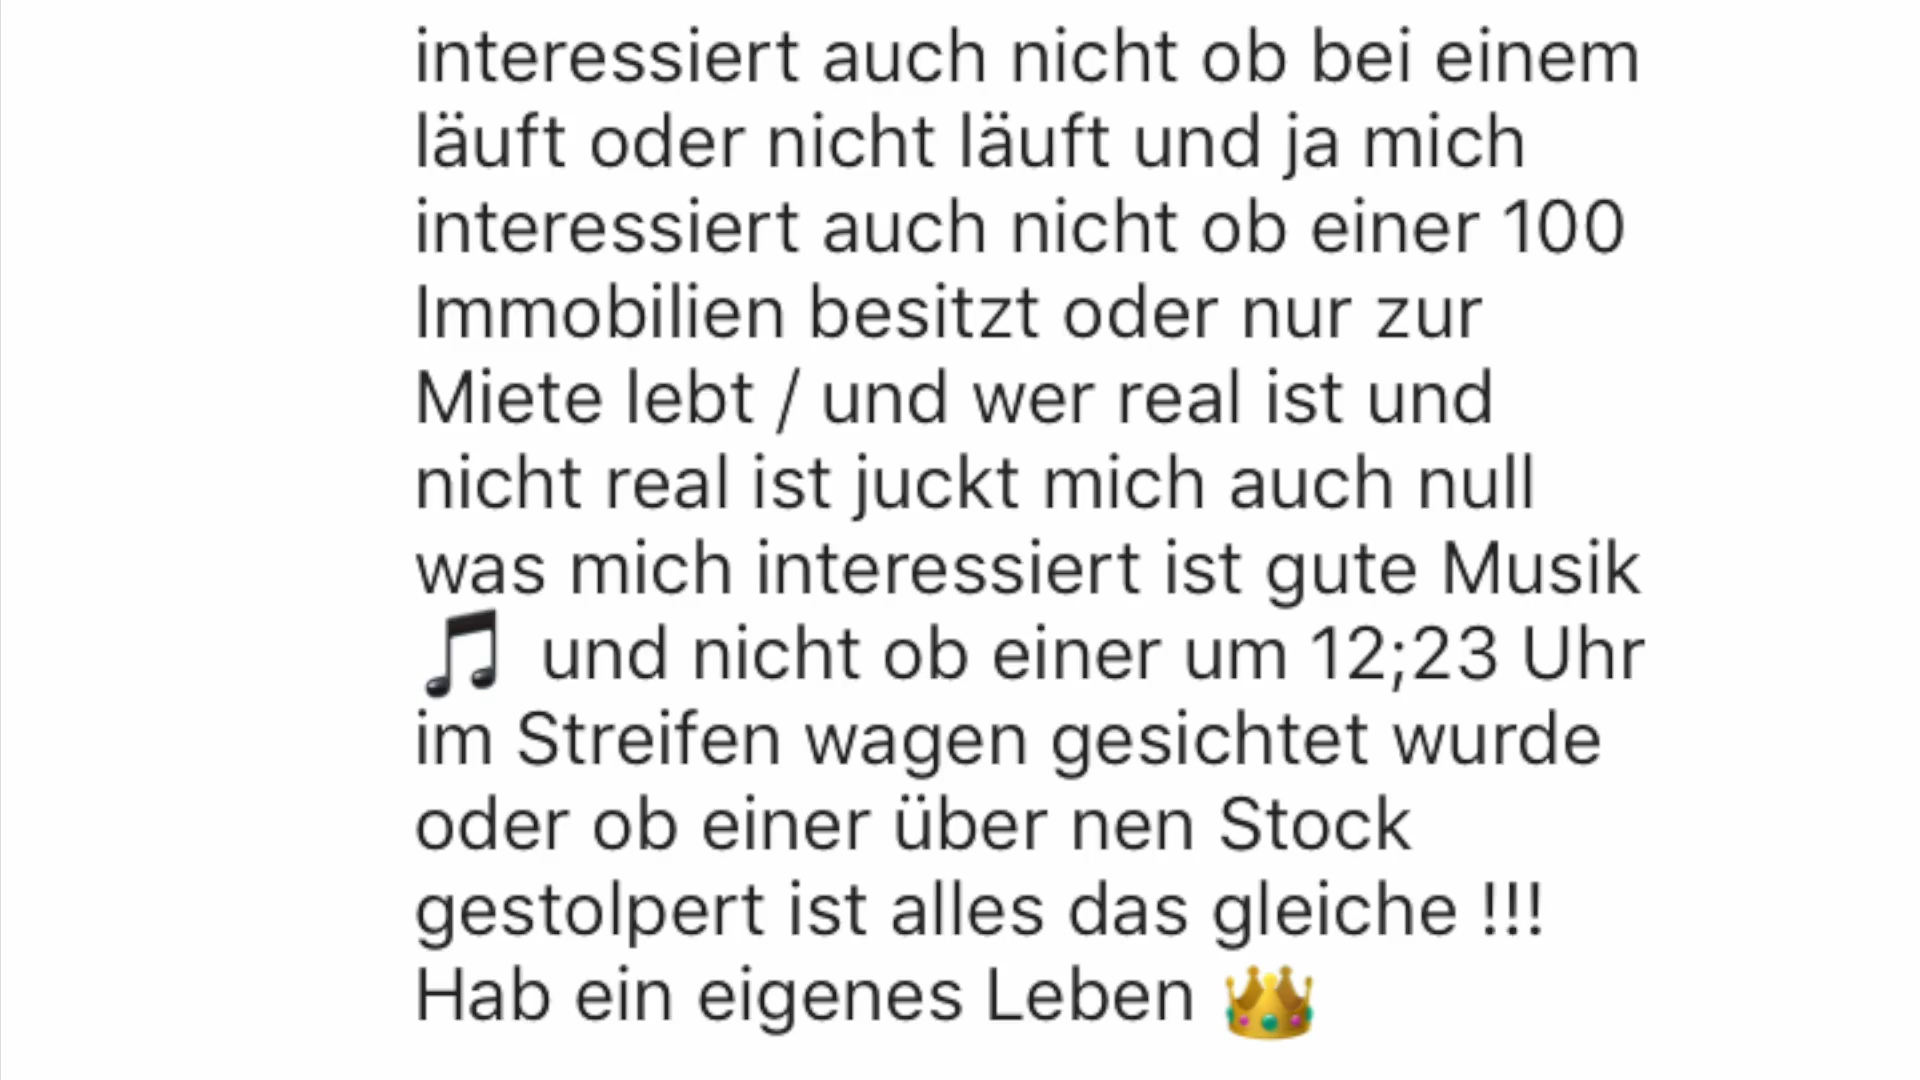 interessiert auch nicht ob bei einem
läuft oder nicht läuft und ja mich
interessiert auch nicht ob einer 100
Immobilien besitzt oder nur zur
Miete lebt / und wer real ist und
nicht real ist juckt mich auch null
was mich interessiert ist gute Musik
🎵 und nicht ob einer um 12;23 Uhr
im Streifen wagen gesichtet wurde
oder ob einer über nen Stock
gestolpert ist alles das gleiche !!!
Hab ein eigenes Leben 👑